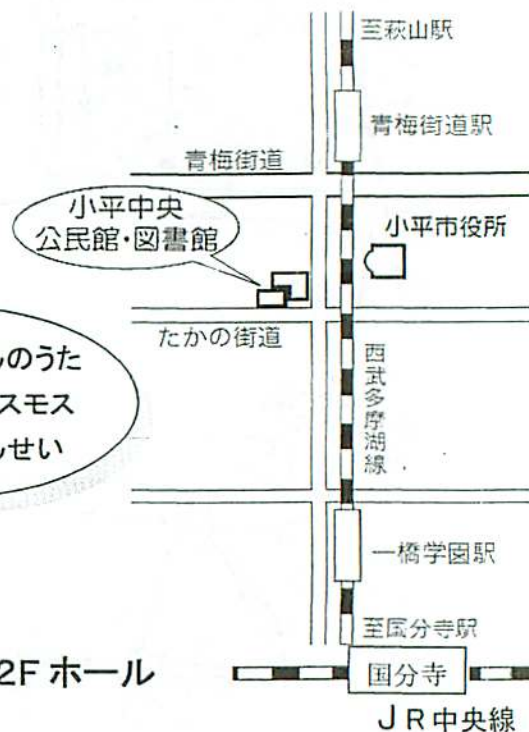 至萩山駅
青梅街道駅
青梅街道
小平中央
公民館・図書館
小平市役所
たかの街道
のうた
スモス
せい
西武多摩湖線
一橋学園駅
至国分寺駅
2F ホール
国分寺
JR中央線